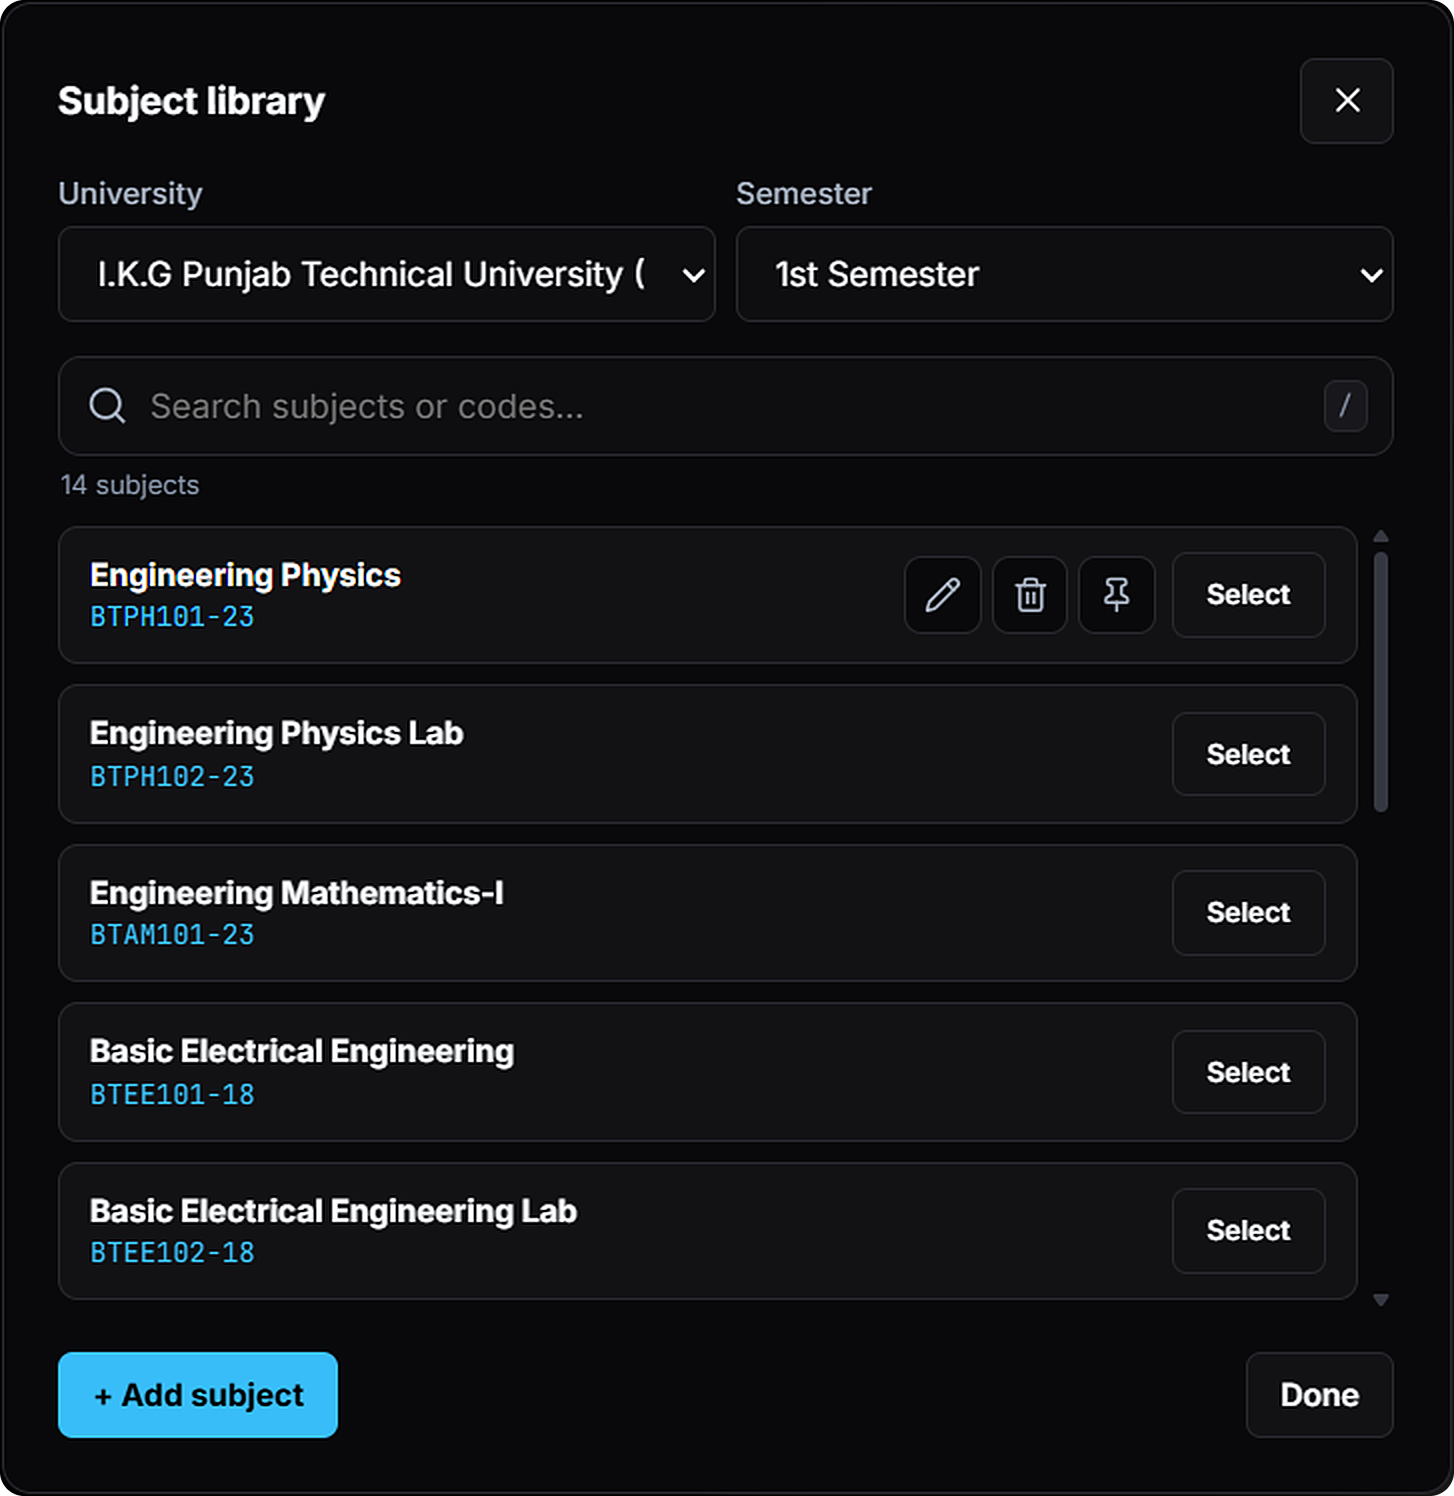 Subject library
University
Semester
I.K.G Punjab Technical University (
1st Semester
Search subjects or codes...
/
14 subjects
Engineering Physics
BTPH101-23
Select
Engineering Physics Lab
BTPH102-23
Select
Engineering Mathematics-I
BTAM101-23
Select
Basic Electrical Engineering
BTEE101-18
Select
Basic Electrical Engineering Lab
BTEE102-18
Select
+ Add subject
Done